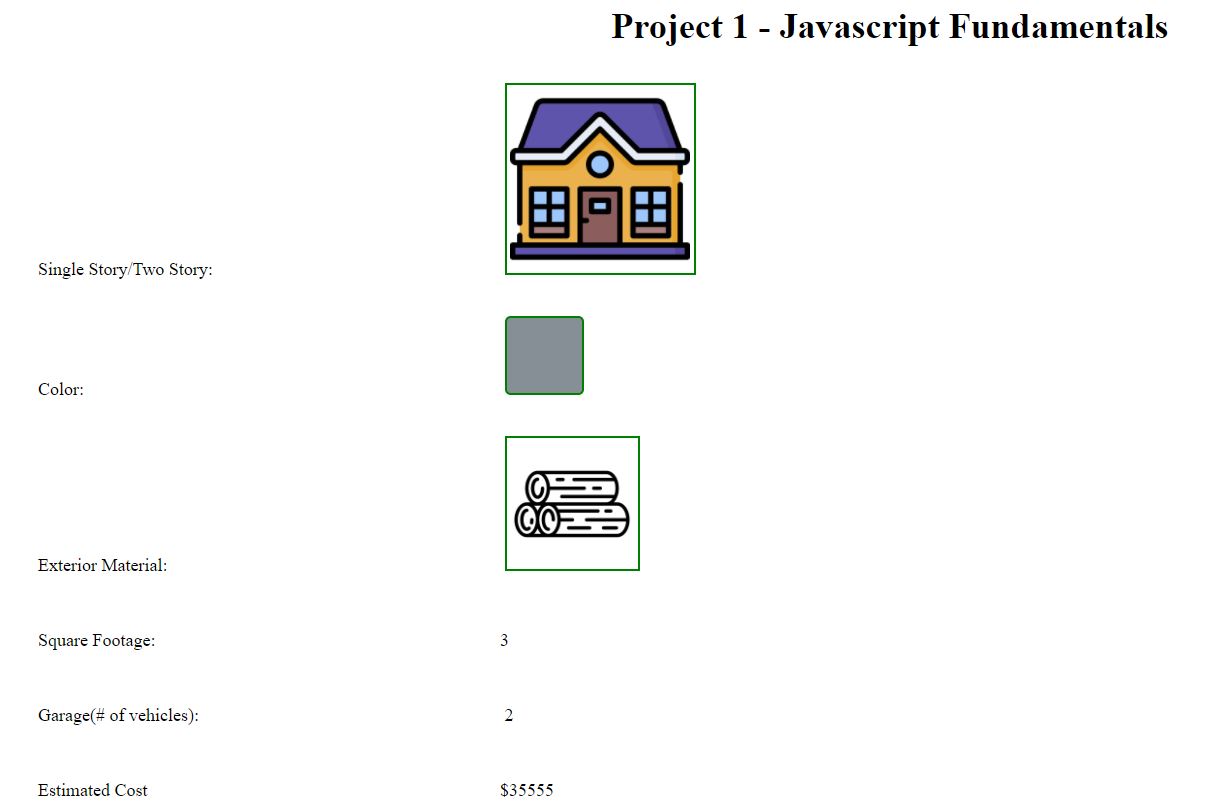 Project 1 - Javascript Fundamentals
Single Story/Two Story:
Color:
Exterior Material:
Square Footage: 3
Garage(# of vehicles): 2
Estimated Cost $35555